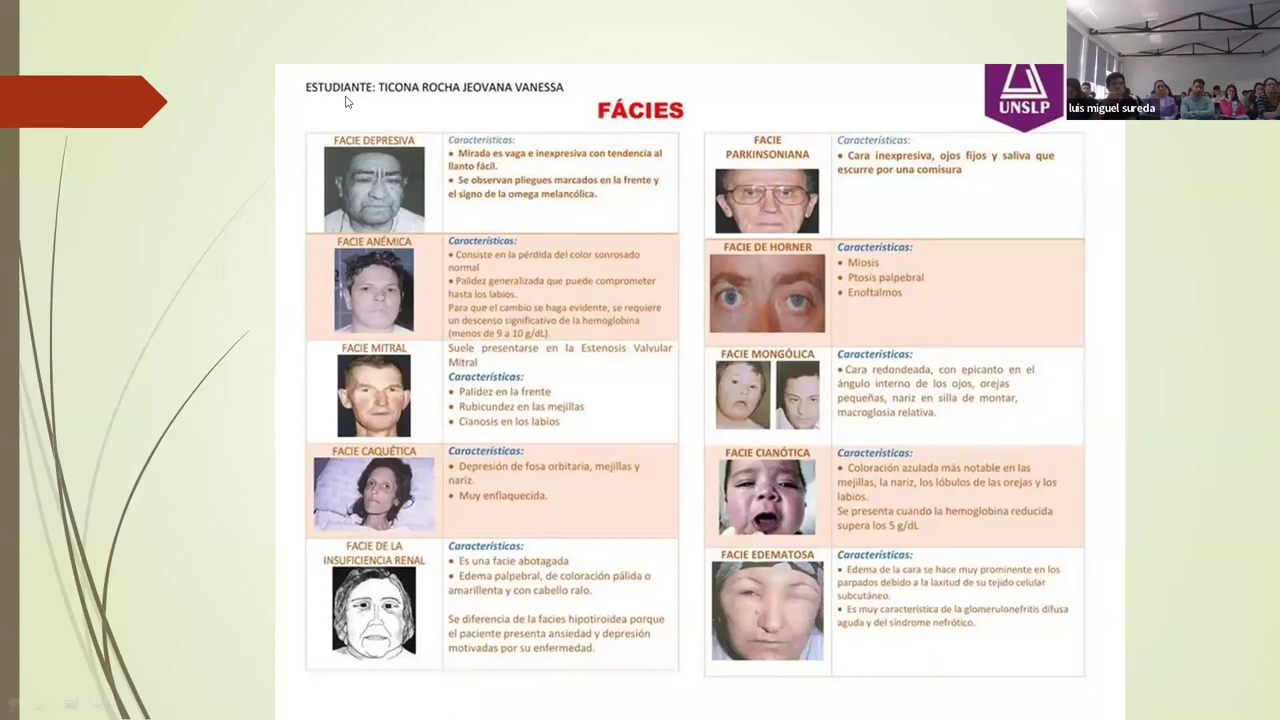 ESTUDIANTE: TICONA ROCHA JEOVANA VANESSA
UNSLP
luis miguel sureda
FÁCIES
FACIE DEPRESIVA
Características:
• Mirada es vaga e inexpresiva con tendencia al
llanto fácil.
• Se observan pliegues marcados en la frente y
el signo de la omega melancólica.
FACIE ANÉMICA
Características:
• Consiste en la pérdida del color sonrosado
normal
• Palidez generalizada que puede comprometer
hasta los labios.
Para que el cambio se haga evidente, se requiere
un descenso significativo de la hemoglobina
(menos de 9 a 10 g/dL).
FACIE MITRAL
Suele presentarse en la Estenosis Valvular
Mitral
Características:
• Palidez en la frente
• Rubicundez en las mejillas
• Cianosis en los labios
FACIE CAQUÉTICA
Características:
• Depresión de fosa orbitaria, mejillas y
nariz.
• Muy enflaquecida.
FACIE DE LA
INSUFICIENCIA RENAL
Características:
• Es una facie abotagada
• Edema palpebral, de coloración pálida o
amarillenta y con cabello ralo.
Se diferencia de la facies hipotiroidea porque
el paciente presenta ansiedad y depresión
motivadas por su enfermedad.
FACIE
PARKINSONIANA
Características:
• Cara inexpresiva, ojos fijos y saliva que
escurre por una comisura
FACIE DE HORNER
Características:
• Miosis
• Ptosis palpebral
• Enoftalmos
FACIE MONGÓLICA
Características:
• Cara redondeada, con epicanto en el
ángulo interno de los ojos, orejas
pequeñas, nariz en silla de montar,
macroglosia relativa.
FACIE CIANÓTICA
Características:
• Coloración azulada más notable en las
mejillas, la nariz, los lóbulos de las orejas y los
labios.
Se presenta cuando la hemoglobina reducida
supera los 5 g/dL
FACIE EDEMATOSA
Características:
• Edema de la cara se hace muy prominente en los
parpados debido a la laxitud de su tejido celular
subcutáneo.
• Es muy característica de la glomerulonefritis difusa
aguda y del síndrome nefrótico.